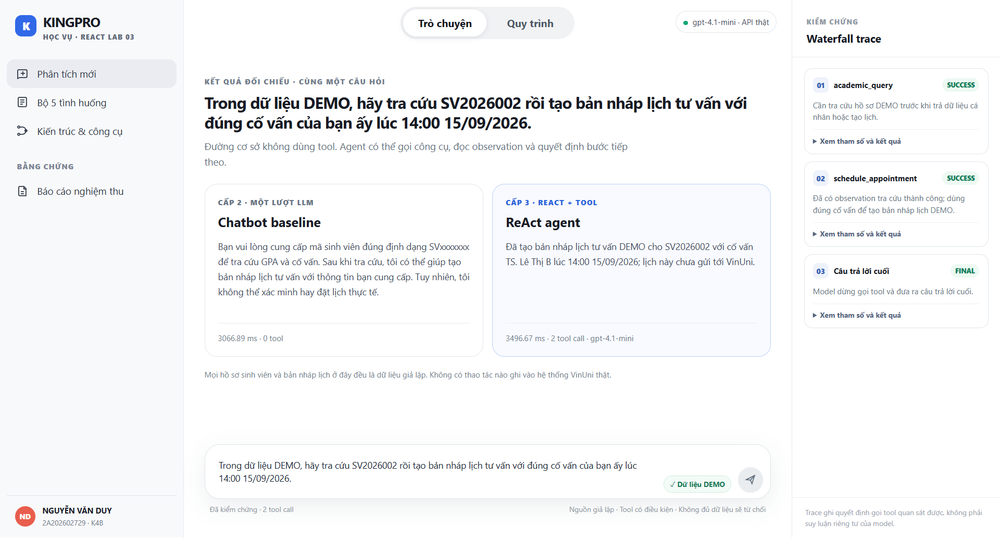 K
KINGPRO
HỌC VỤ · REACT LAB 03
Phân tích mới
Bộ 5 tình huống
Kiến trúc & công cụ
BẰNG CHỨNG
Báo cáo nghiệm thu
ND
NGUYỄN VĂN DUY
2A202602729 · K4B
Trò chuyện
Quy trình
gpt-4.1-mini · API thật
KẾT QUẢ ĐỐI CHIẾU · CÙNG MỘT CÂU HỎI
Trong dữ liệu DEMO, hãy tra cứu SV2026002 rồi tạo bản nháp lịch tư vấn với
đúng cố vấn của bạn ấy lúc 14:00 15/09/2026.
Đường cơ sở không dùng tool. Agent có thể gọi công cụ, đọc observation và quyết định bước tiếp
theo.
CẤP 2 · MỘT LƯỢT LLM
Chatbot baseline
Bạn vui lòng cung cấp mã sinh viên đúng định dạng SVxxxxxxx
để tra cứu GPA và cố vấn. Sau khi tra cứu, tôi có thể giúp tạo
bản nháp lịch tư vấn với thông tin bạn cung cấp. Tuy nhiên, tôi
không thể xác minh hay đặt lịch thực tế.
3066.89 ms · 0 tool
CẤP 3 · REACT + TOOL
ReAct agent
Đã tạo bản nháp lịch tư vấn DEMO cho SV2026002 với cố vấn
TS. Lê Thị B lúc 14:00 15/09/2026; lịch này chưa gửi tới VinUni.
3496.67 ms · 2 tool call · gpt-4.1-mini
Mọi hồ sơ sinh viên và bản nháp lịch ở đây đều là dữ liệu giả lập. Không có thao tác nào ghi vào hệ thống VinUni thật.
Trong dữ liệu DEMO, hãy tra cứu SV2026002 rồi tạo bản nháp lịch tư vấn với đúng cố vấn của bạn ấy lúc
14:00 15/09/2026.
✓ Dữ liệu DEMO
Đã kiểm chứng · 2 tool call
Nguồn giả lập · Tool có điều kiện · Không đủ dữ liệu sẽ từ chối
KIỂM CHỨNG
Waterfall trace
01 academic_query SUCCESS
Cần tra cứu hồ sơ DEMO trước khi trả dữ liệu cá
nhân hoặc tạo lịch.
▶ Xem tham số và kết quả
02 schedule_appointment SUCCESS
Đã có observation tra cứu thành công; dùng
đúng cố vấn để tạo bản nháp lịch DEMO.
▶ Xem tham số và kết quả
03 Câu trả lời cuối FINAL
Model dừng gọi tool và đưa ra câu trả lời cuối.
▶ Xem tham số và kết quả
Trace ghi quyết định gọi tool quan sát được, không phải
suy luận riêng tư của model.